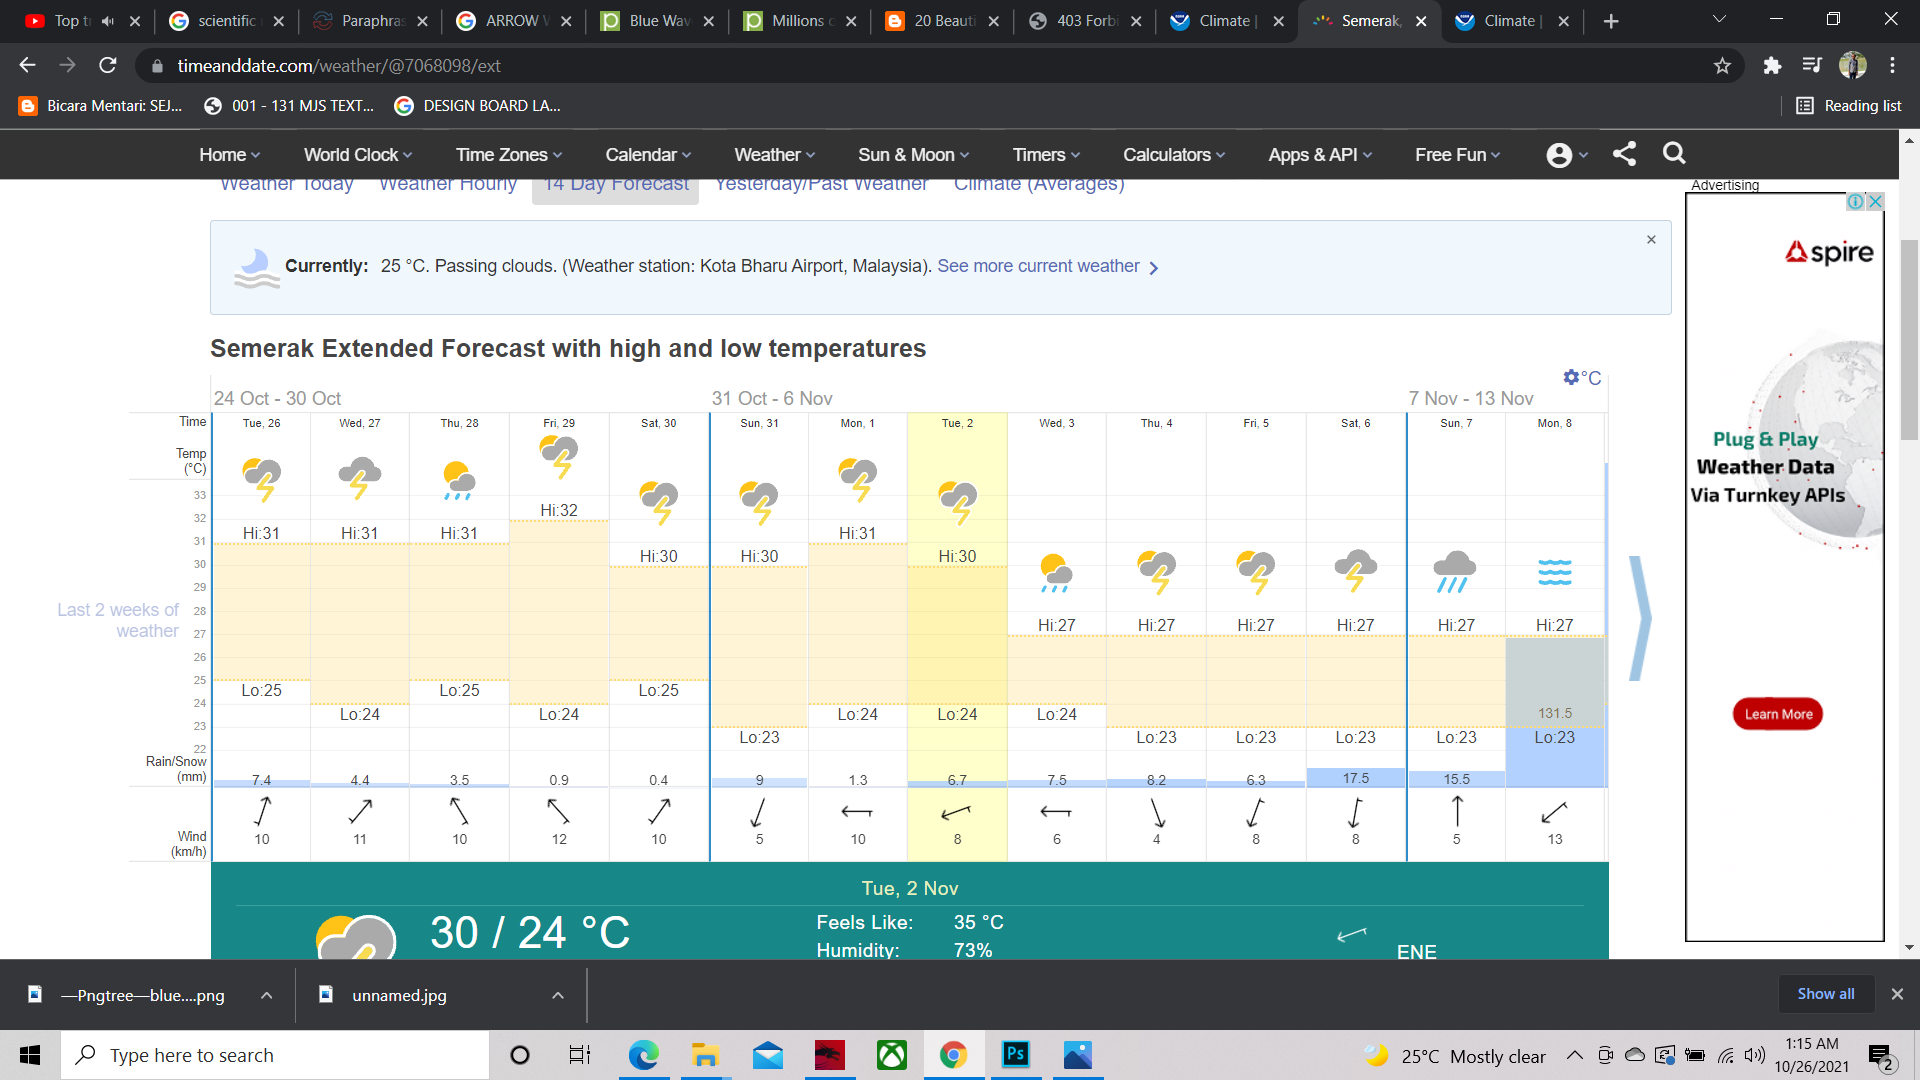 Top t
scientific
Paraphras
ARROW V
Blue Wav
Millions c
20 Beauti
403 Forbi
Climate |
Semerak,
Climate |
timeanddate.com/weather/@7068098/ext
Bicara Mentari: SEJ...
001 - 131 MJS TEXT...
DESIGN BOARD LA...
Reading list
Home World Clock Time Zones Calendar Weather Sun & Moon Timers Calculators Apps & API Free Fun
Weather Today Weather Hourly 14 Day Forecast Yesterday/Past Weather Climate (Averages)
Currently: 25 °C. Passing clouds. (Weather station: Kota Bharu Airport, Malaysia). See more current weather
Semerak Extended Forecast with high and low temperatures
°C
24 Oct - 30 Oct 31 Oct - 6 Nov 7 Nov - 13 Nov
Time Tue, 26 Wed, 27 Thu, 28 Fri, 29 Sat, 30 Sun, 31 Mon, 1 Tue, 2 Wed, 3 Thu, 4 Fri, 5 Sat, 6 Sun, 7 Mon, 8
Temp
(°C)
33
32
31
30
29
28
27
26
25
24
23
22
Hi:31 Hi:31 Hi:31 Hi:32 Hi:30 Hi:30 Hi:31 Hi:30 Hi:27 Hi:27 Hi:27 Hi:27 Hi:27 Hi:27
Last 2 weeks of
weather
Lo:25 Lo:24 Lo:25 Lo:24 Lo:25 Lo:23 Lo:24 Lo:24 Lo:24 Lo:23 Lo:23 Lo:23 Lo:23 Lo:23
Rain/Snow
(mm)
7.4 4.4 3.5 0.9 0.4 9 1.3 6.7 7.5 8.2 6.3 17.5 15.5 131.5
Wind
(km/h)
10 11 10 12 10 5 10 8 6 4 8 8 5 13
Tue, 2 Nov
30 / 24 °C
Feels Like: 35 °C
Humidity: 73%
ENE
Advertising
spire
Plug & Play
Weather Data
Via Turnkey APIs
Learn More
—Pngtree—blue....png
unnamed.jpg
Show all
Type here to search
Ps
25°C Mostly clear
1:15 AM
10/26/2021
2